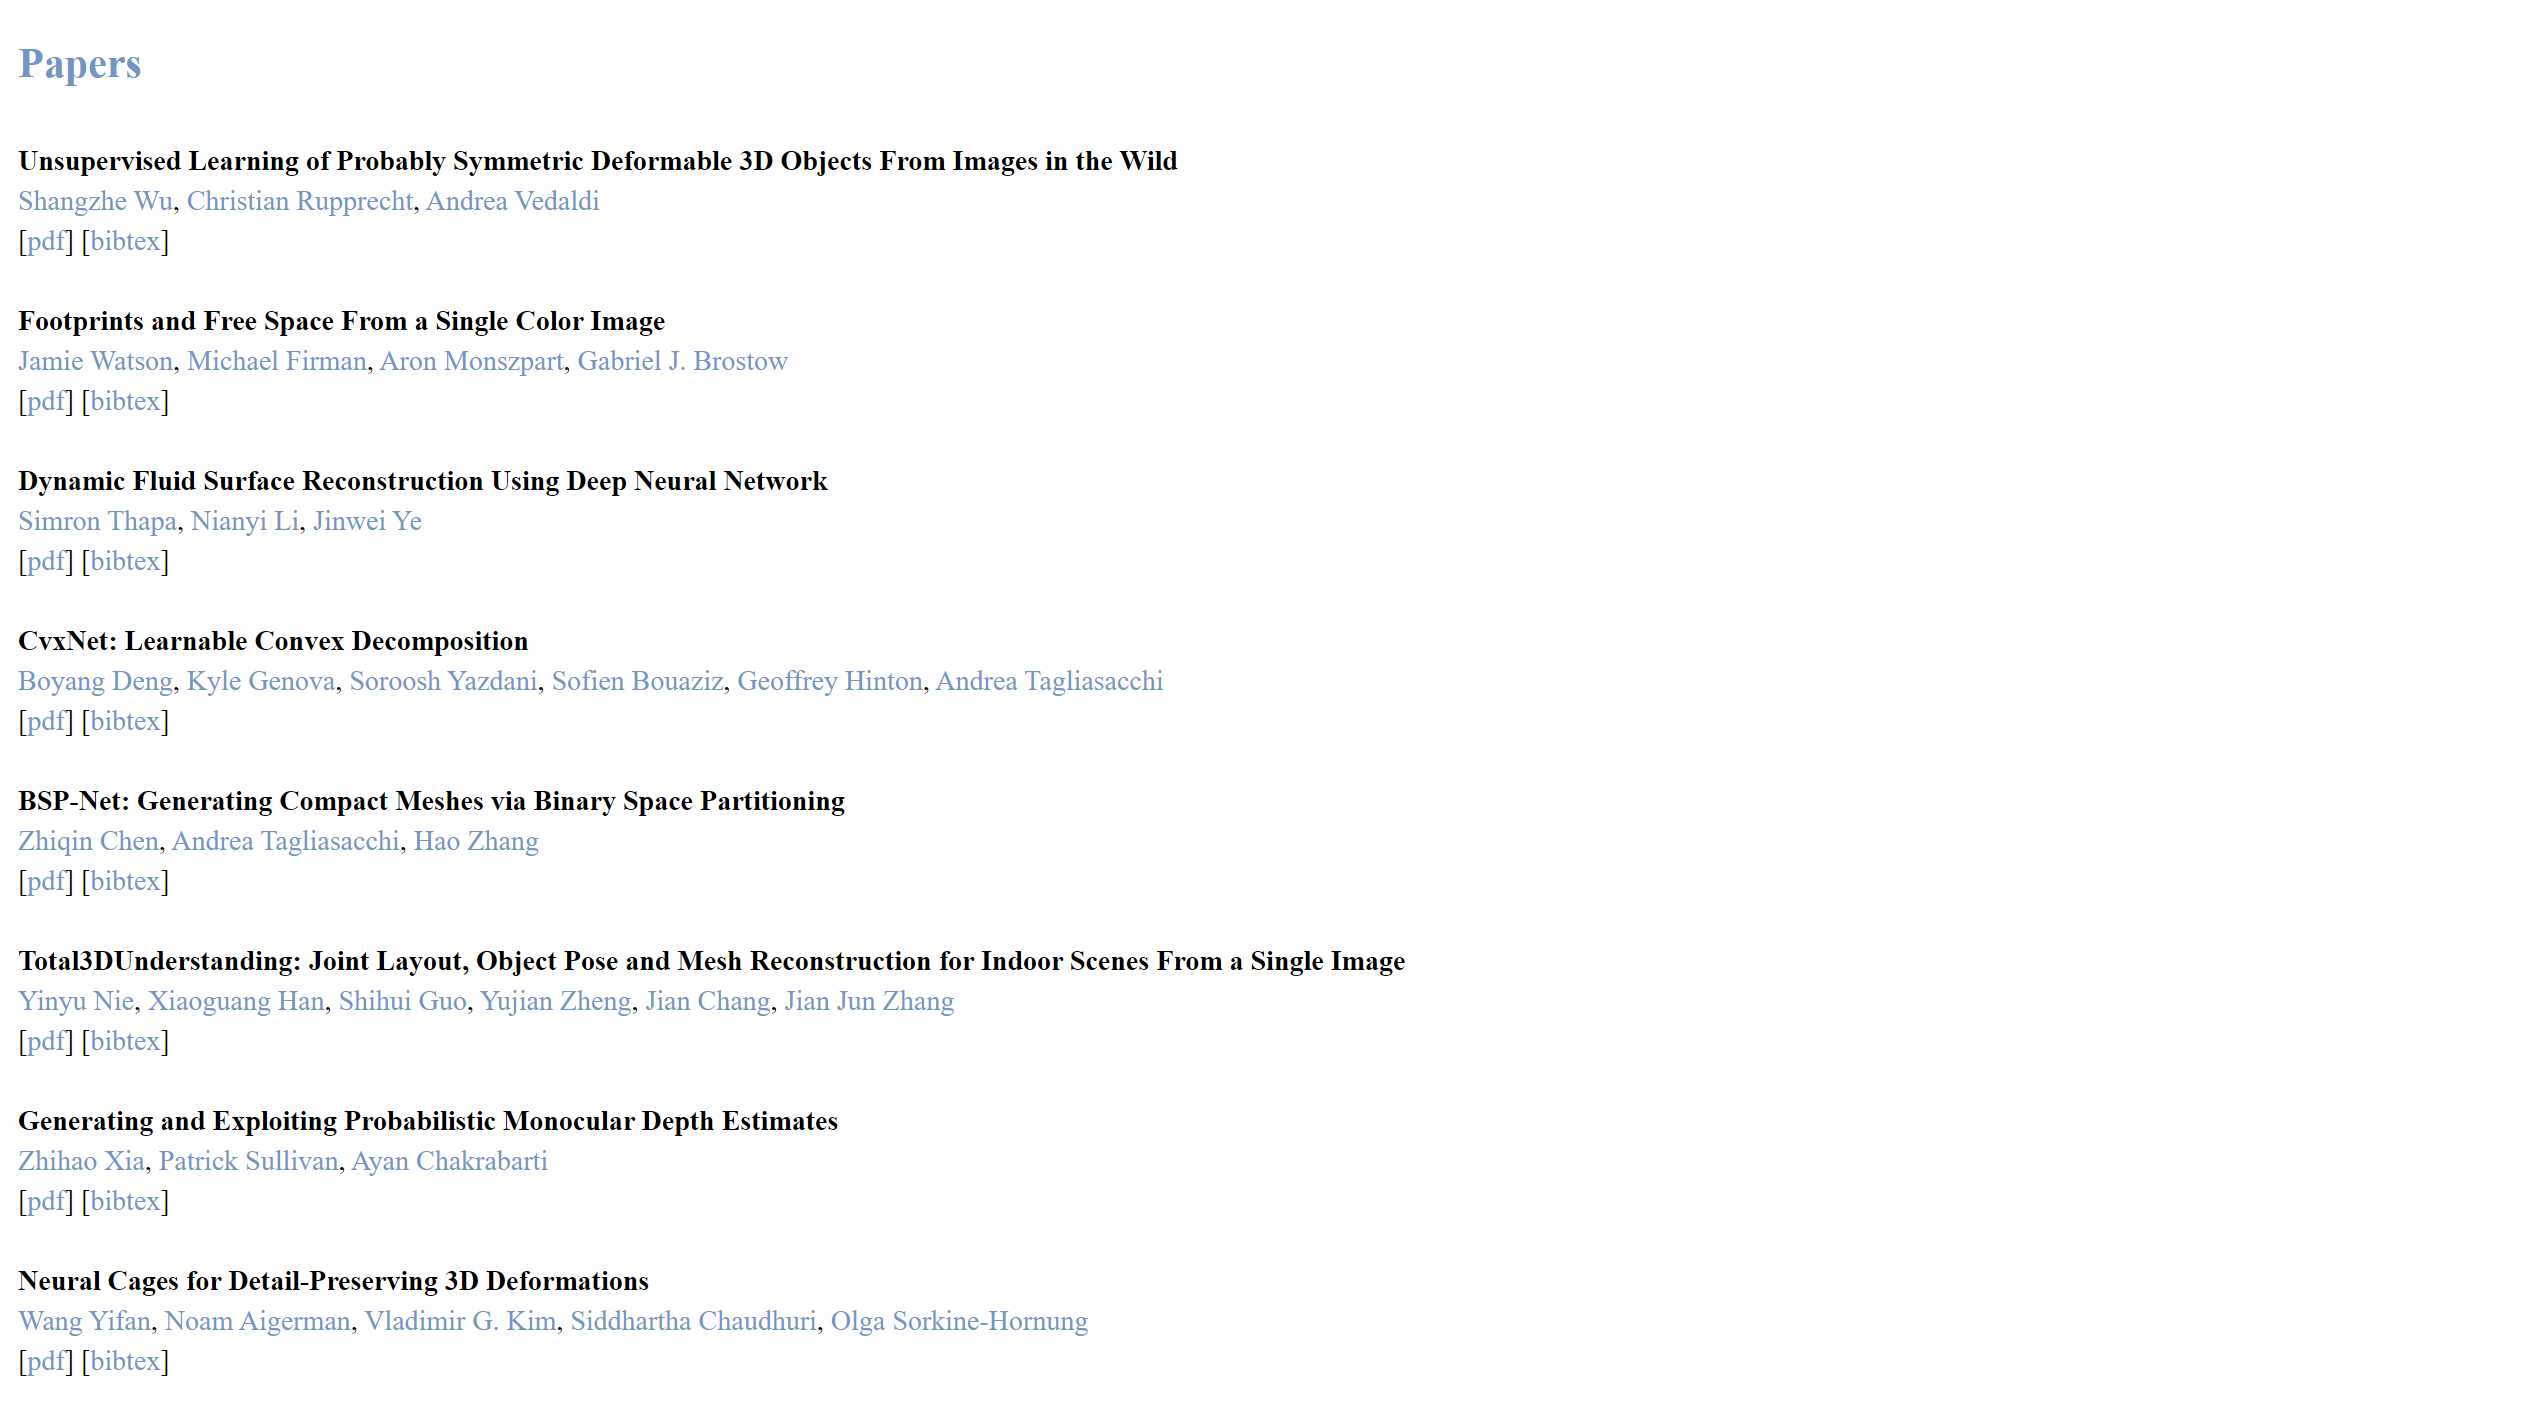 Papers
Unsupervised Learning of Probably Symmetric Deformable 3D Objects From Images in the Wild
Shangzhe Wu, Christian Rupprecht, Andrea Vedaldi
[pdf] [bibtex]
Footprints and Free Space From a Single Color Image
Jamie Watson, Michael Firman, Aron Monszpart, Gabriel J. Brostow
[pdf] [bibtex]
Dynamic Fluid Surface Reconstruction Using Deep Neural Network
Simron Thapa, Nianyi Li, Jinwei Ye
[pdf] [bibtex]
CvxNet: Learnable Convex Decomposition
Boyang Deng, Kyle Genova, Soroosh Yazdani, Sofien Bouaziz, Geoffrey Hinton, Andrea Tagliasacchi
[pdf] [bibtex]
BSP-Net: Generating Compact Meshes via Binary Space Partitioning
Zhiqin Chen, Andrea Tagliasacchi, Hao Zhang
[pdf] [bibtex]
Total3DUnderstanding: Joint Layout, Object Pose and Mesh Reconstruction for Indoor Scenes From a Single Image
Yinyu Nie, Xiaoguang Han, Shihui Guo, Yujian Zheng, Jian Chang, Jian Jun Zhang
[pdf] [bibtex]
Generating and Exploiting Probabilistic Monocular Depth Estimates
Zhihao Xia, Patrick Sullivan, Ayan Chakrabarti
[pdf] [bibtex]
Neural Cages for Detail-Preserving 3D Deformations
Wang Yifan, Noam Aigerman, Vladimir G. Kim, Siddhartha Chaudhuri, Olga Sorkine-Hornung
[pdf] [bibtex]